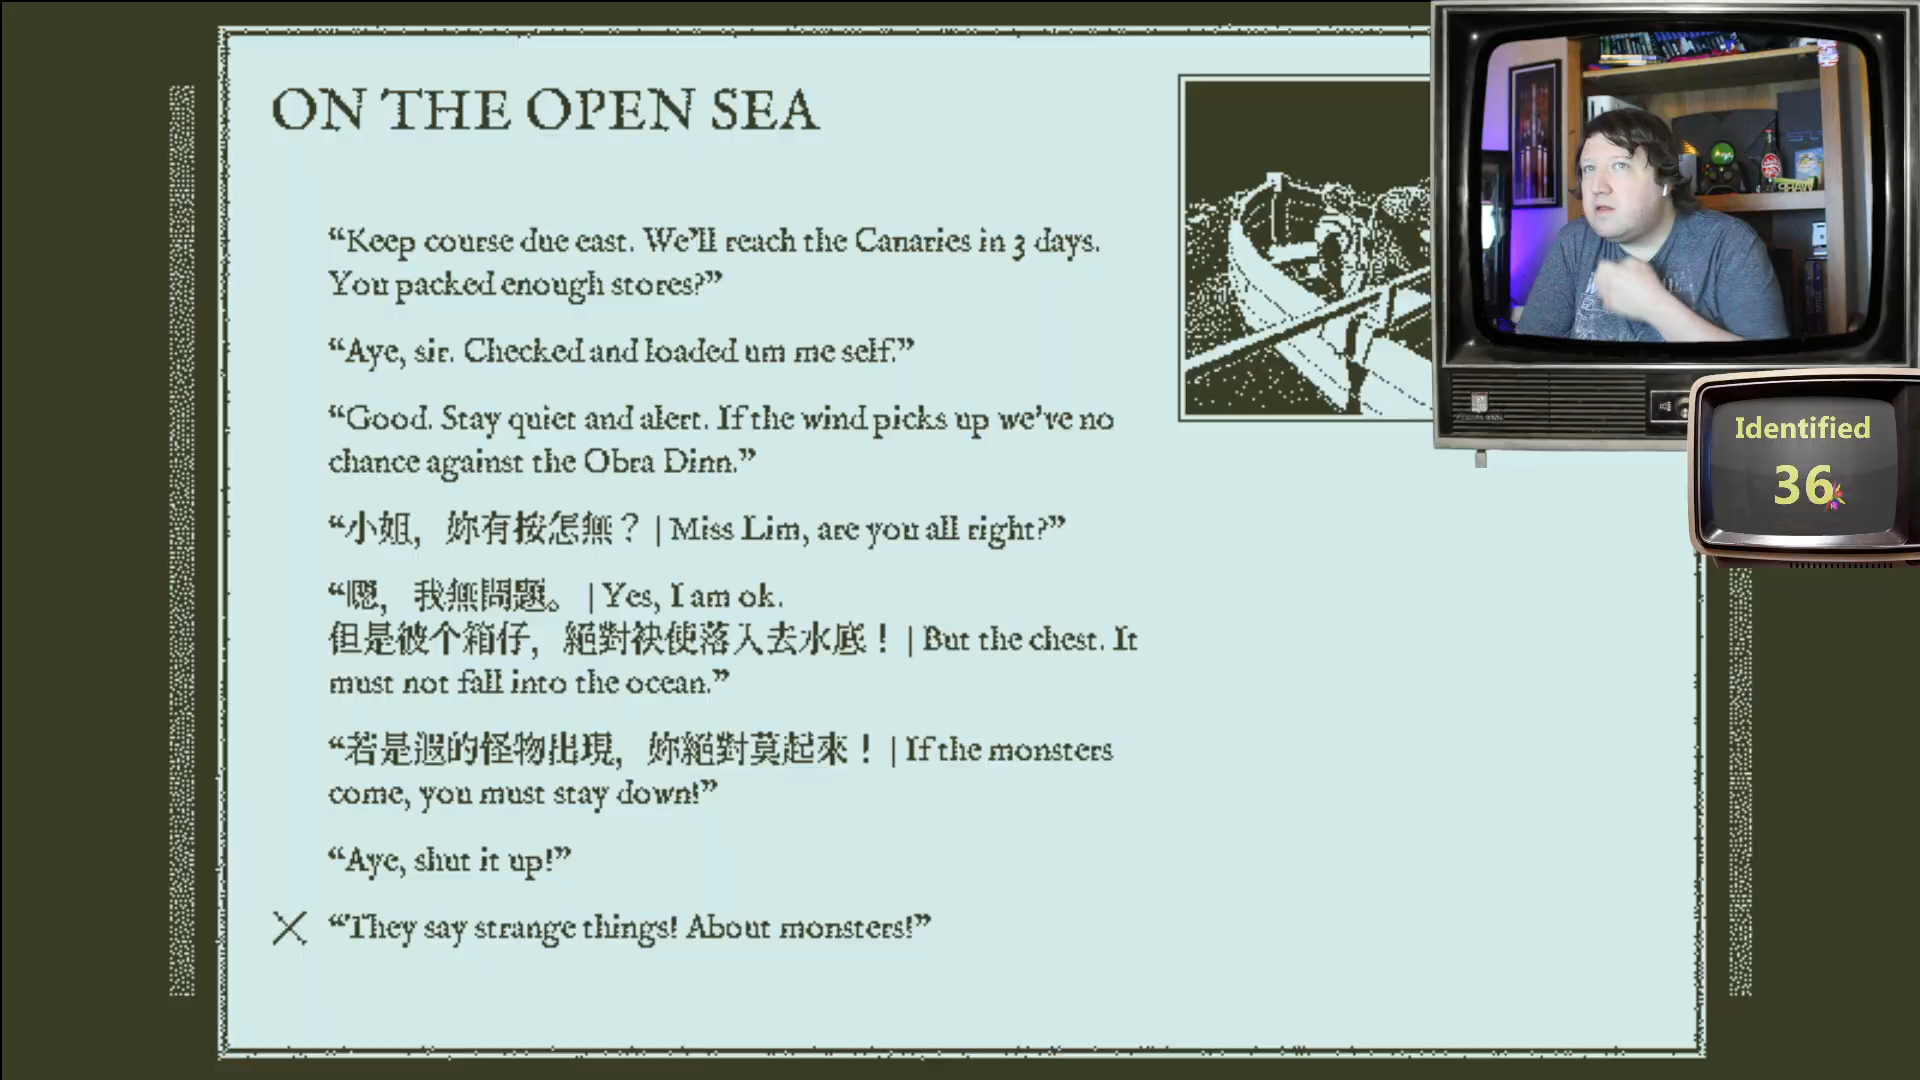 ON THE OPEN SEA
“Keep course due east. We’ll reach the Canaries in 3 days.
You packed enough stores?”
“Aye, sir. Checked and loaded um me self.”
“Good. Stay quiet and alert. If the wind picks up we’ve no
chance against the Obra Dinn.”
“小姐，妳有按怎無？ | Miss Lim, are you all right?”
“嗯，我無問題。 | Yes, I am ok.
但是彼个箱仔，絕對袂使落入去水底！ | But the chest. It
must not fall into the ocean.”
“若是遐的怪物出現，妳絕對莫起來！ | If the monsters
come, you must stay down!”
“Aye, shut it up!”
“They say strange things! About monsters!”
Identified
36